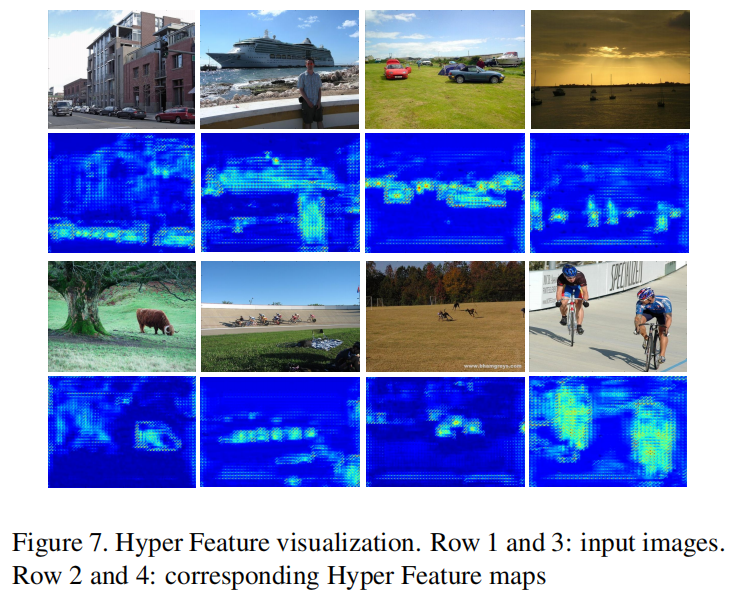 SPECIALIZED
www.bhbengreys.com
Figure 7. Hyper Feature visualization. Row 1 and 3: input images.
Row 2 and 4: corresponding Hyper Feature maps